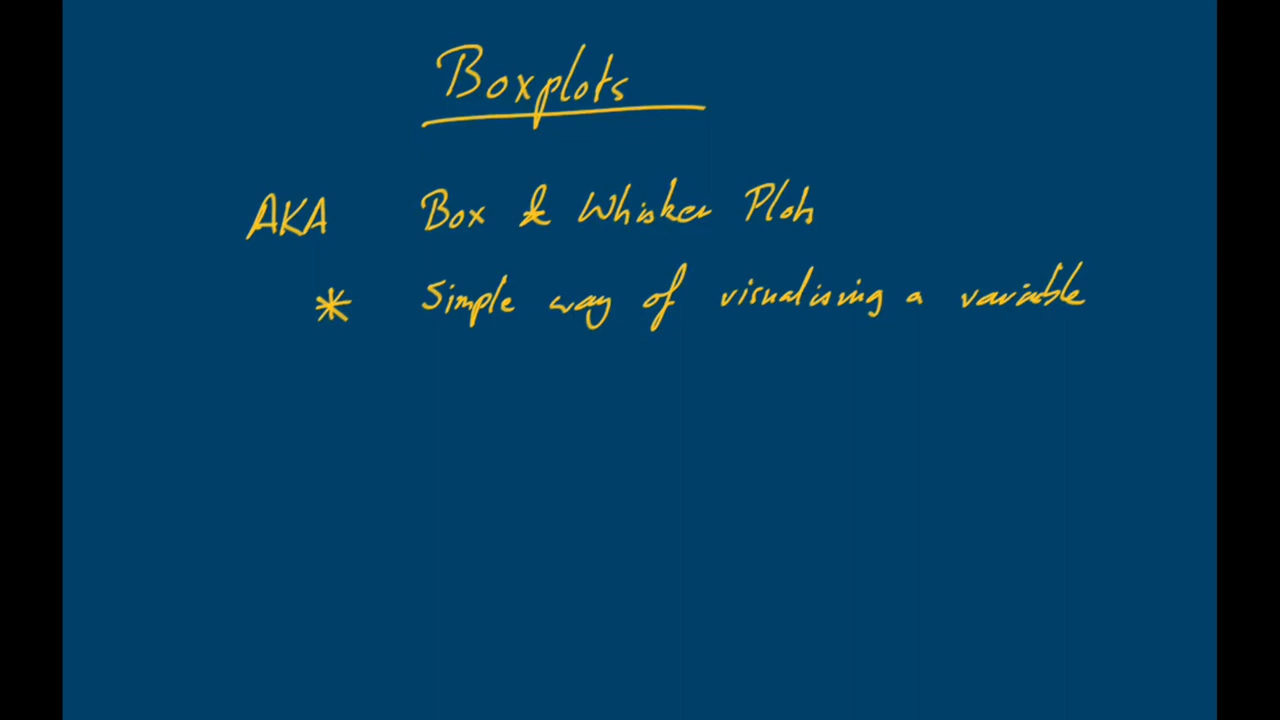 Boxplots
AKA Box & Whisker Plots
* Simple way of visualising a variable